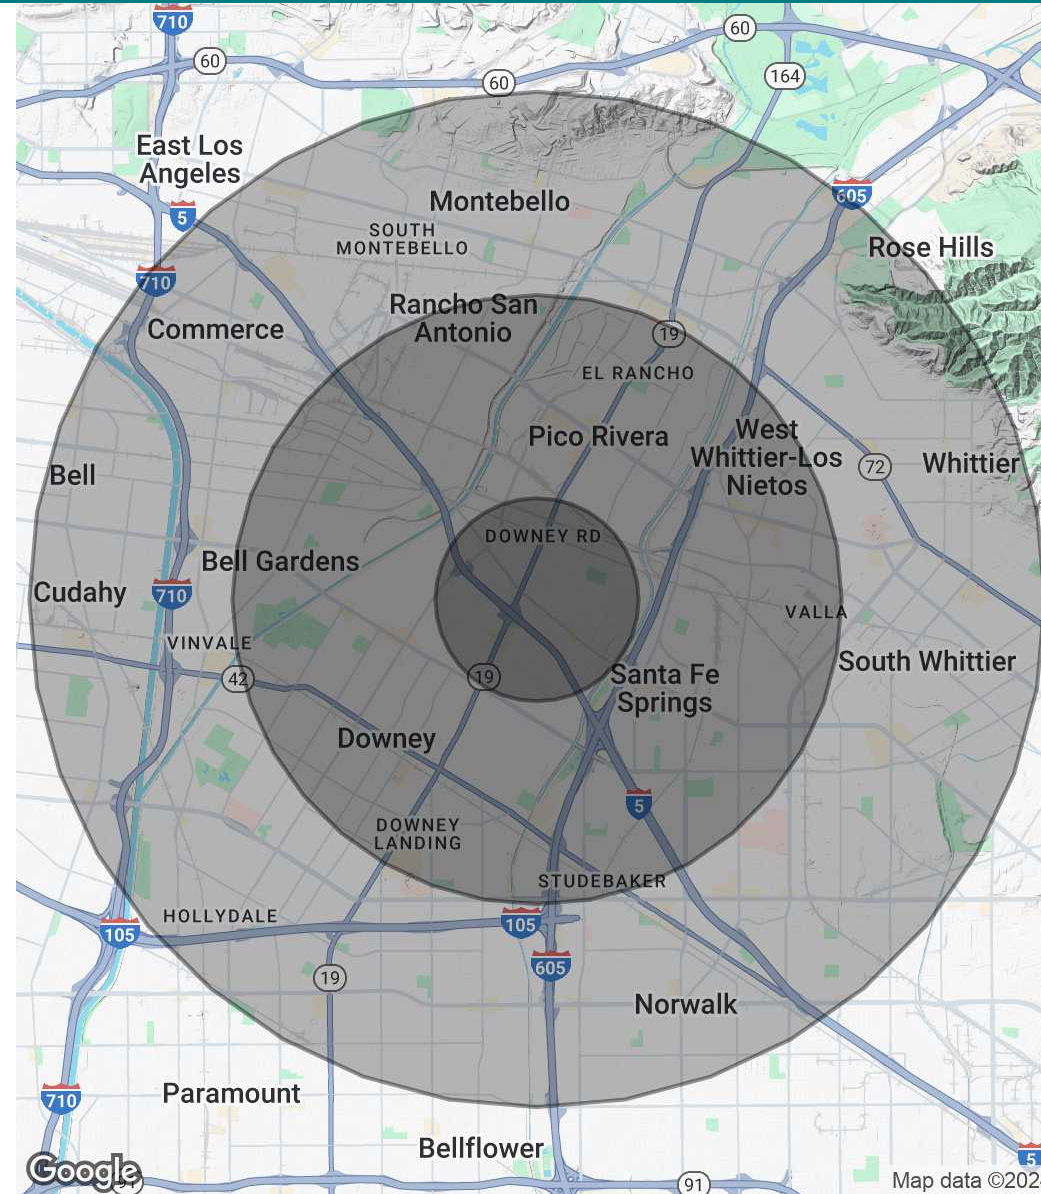 710
60
60
60
164
East Los
Angeles
605
Montebello
5
SOUTH
MONTEBELLO
Rose Hills
710
Rancho San
Antonio
Commerce
19
EL RANCHO
Pico Rivera
West
Whittier-Los
Nietos
72
Whittier
Bell
DOWNEY RD
Bell Gardens
Cudahy
710
VALLA
VINVALE
42
19
Santa Fe
Springs
South Whittier
Downey
5
DOWNEY
LANDING
STUDEBAKER
HOLLYDALE
105
105
605
19
Norwalk
Paramount
710
Bellflower
5
Google
91
91
Map data ©202